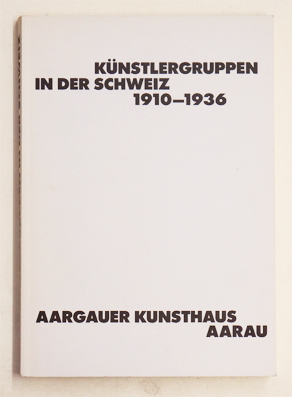 KÜNSTLERGRUPPEN
IN DER SCHWEIZ
1910–1936
AARGAUER KUNSTHAUS
AARAU